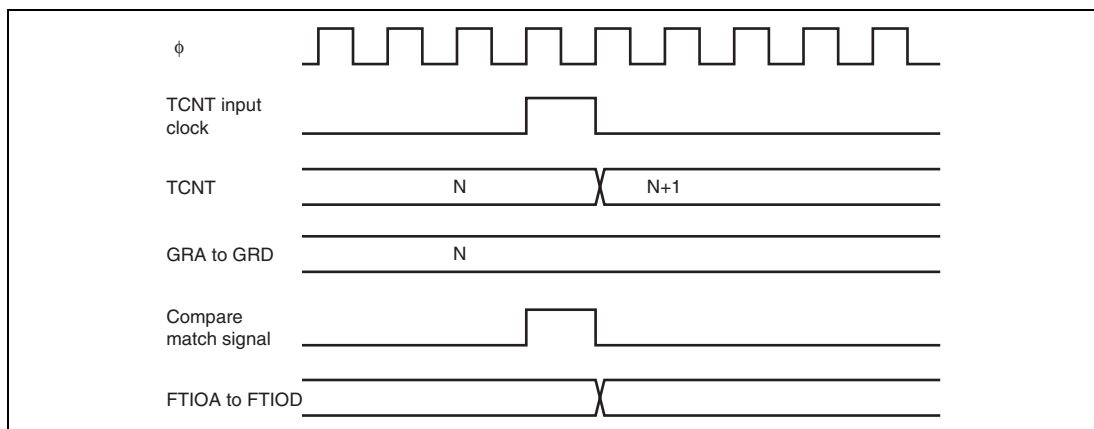 ϕ
TCNT input
clock
TCNT
N
N+1
GRA to GRD
N
Compare
match signal
FTIOA to FTIOD